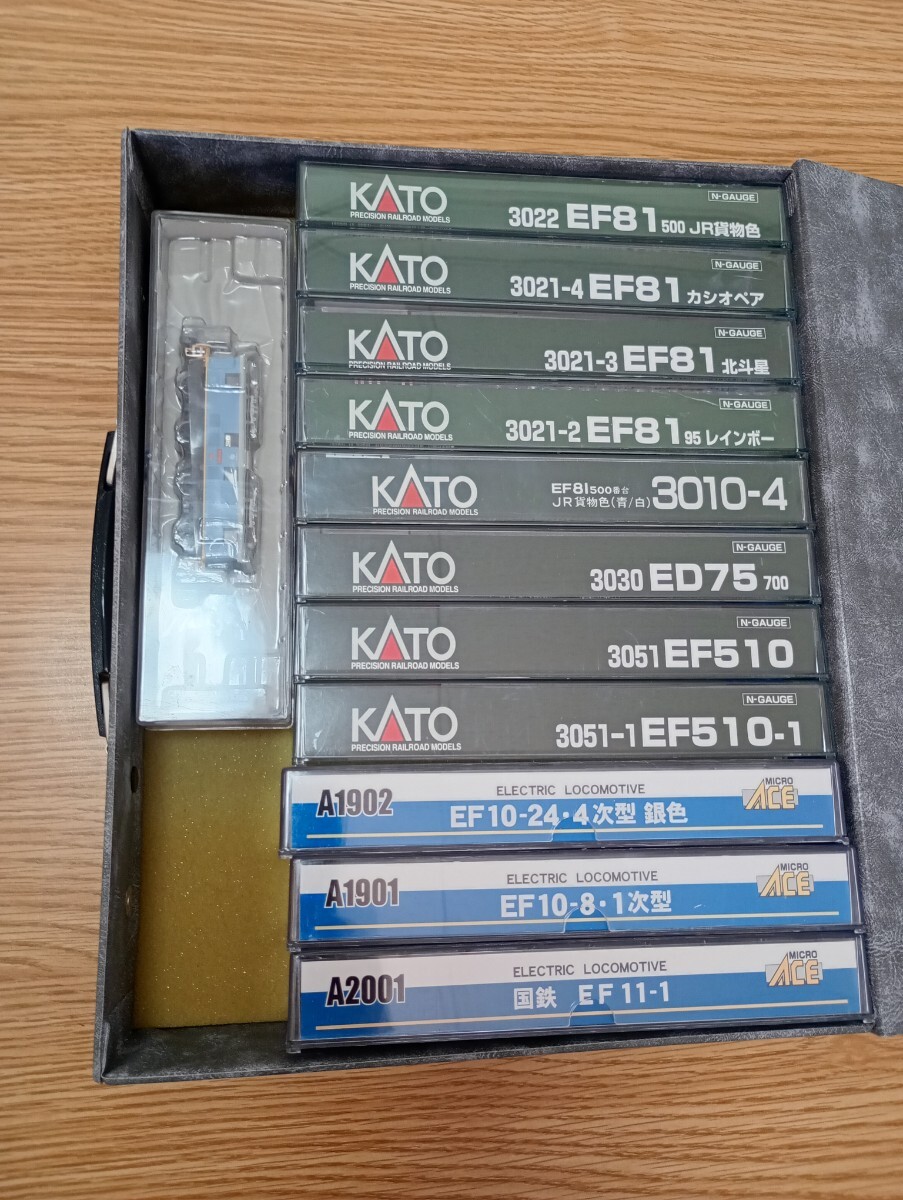 KATO
PRECISION RAILROAD MODELS
N-GAUGE
3022 EF81 500 JR貨物色
KATO
PRECISION RAILROAD MODELS
N-GAUGE
3021-4 EF81 カシオペア
KATO
PRECISION RAILROAD MODELS
N-GAUGE
3021-3 EF81 北斗星
KATO
PRECISION RAILROAD MODELS
N-GAUGE
3021-2 EF81 95 レインボー
KATO
PRECISION RAILROAD MODELS
EF81 500番台
JR貨物色(青/白) 3010-4
KATO
PRECISION RAILROAD MODELS
N-GAUGE
3030 ED75 700
KATO
PRECISION RAILROAD MODELS
N-GAUGE
3051 EF510
KATO
PRECISION RAILROAD MODELS
N-GAUGE
3051-1 EF510-1
A1902
ELECTRIC LOCOMOTIVE
EF10-24・4次型 銀色
MICRO
ACE
A1901
ELECTRIC LOCOMOTIVE
EF10-8・1次型
MICRO
ACE
A2001
ELECTRIC LOCOMOTIVE
国鉄 EF11-1
MICRO
ACE